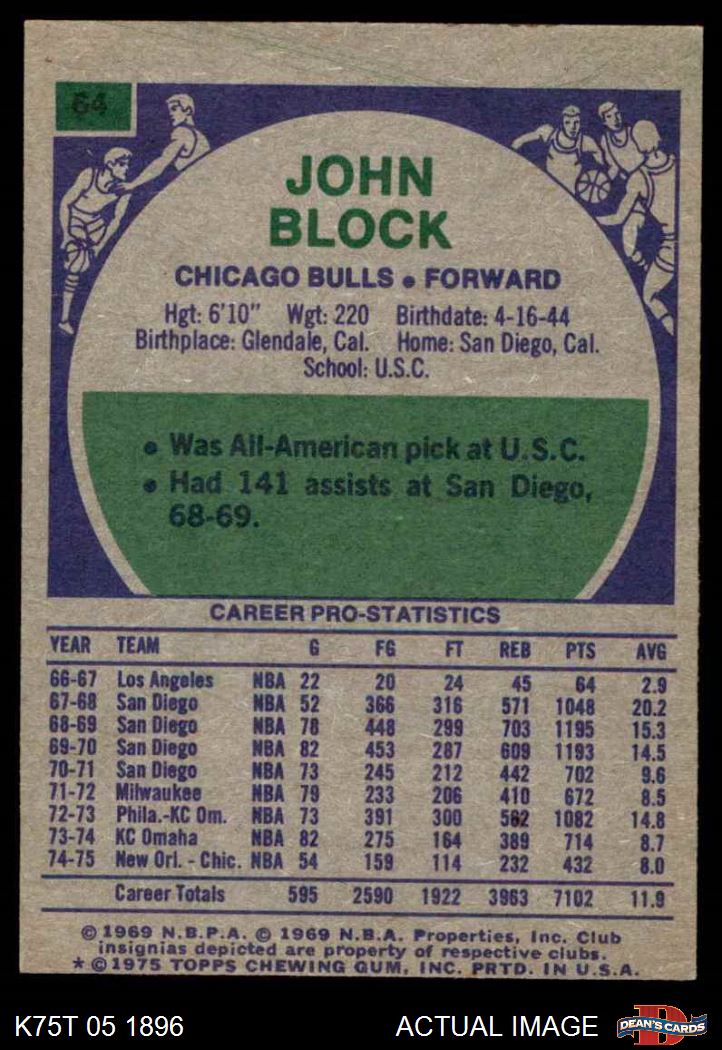 64
JOHN
BLOCK
CHICAGO BULLS • FORWARD
Hgt: 6'10" Wgt: 220 Birthdate: 4-16-44
Birthplace: Glendale, Cal. Home: San Diego, Cal.
School: U.S.C.
• Was All-American pick at U.S.C.
• Had 141 assists at San Diego,
68-69.
CAREER PRO-STATISTICS
YEAR TEAM G FG FT REB PTS AVG
66-67 Los Angeles NBA 22 20 24 45 64 2.9
67-68 San Diego NBA 52 366 316 571 1048 20.2
68-69 San Diego NBA 78 448 299 703 1195 15.3
69-70 San Diego NBA 82 453 287 609 1193 14.5
70-71 San Diego NBA 73 245 212 442 702 9.6
71-72 Milwaukee NBA 79 233 206 410 672 8.5
72-73 Phila.-KC Om. NBA 73 391 300 562 1082 14.8
73-74 KC Omaha NBA 82 275 164 389 714 8.7
74-75 New Orl. - Chic. NBA 54 159 114 232 432 8.0
Career Totals 595 2590 1922 3963 7102 11.9
© 1969 N.B.P.A. © 1969 N.B.A. Properties, Inc. Club
insignias depicted are property of respective clubs.
* © 1975 TOPPS CHEWING GUM, INC. PRTD. IN U.S.A.
K75T 05 1896 ACTUAL IMAGE D DEAN'S CARDS